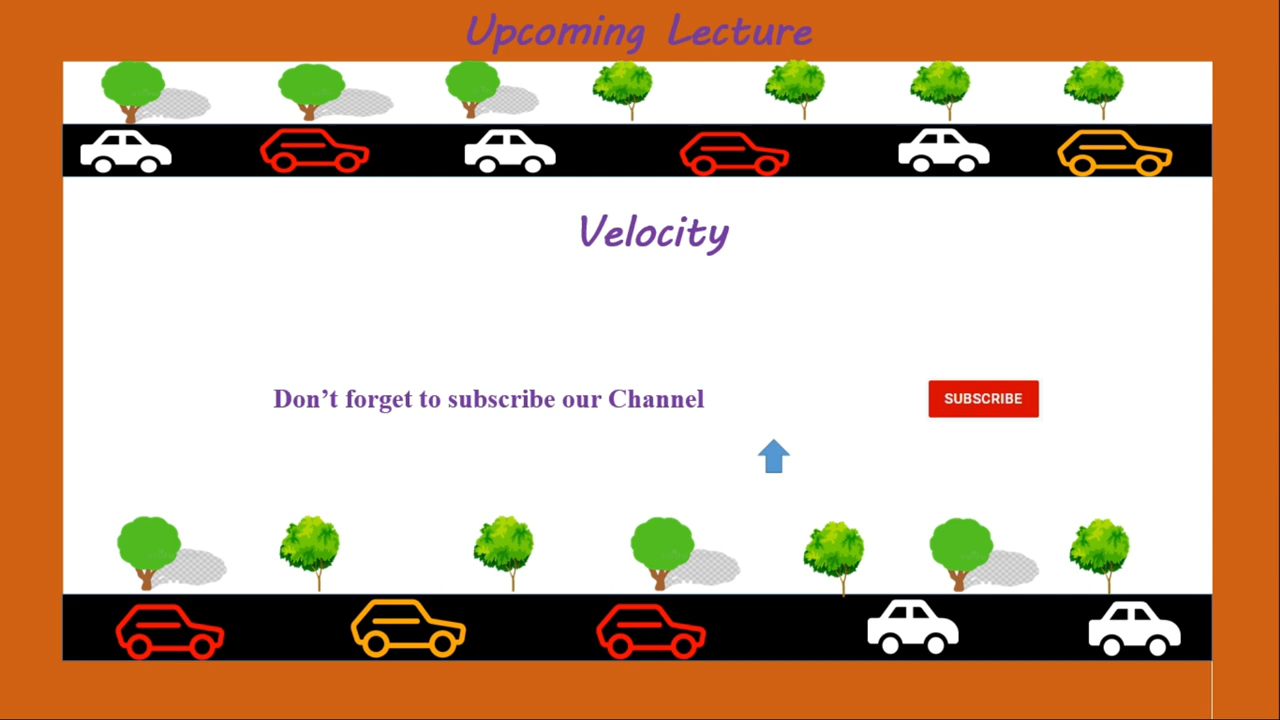 Upcoming Lecture
Velocity
Don’t forget to subscribe our Channel
SUBSCRIBE